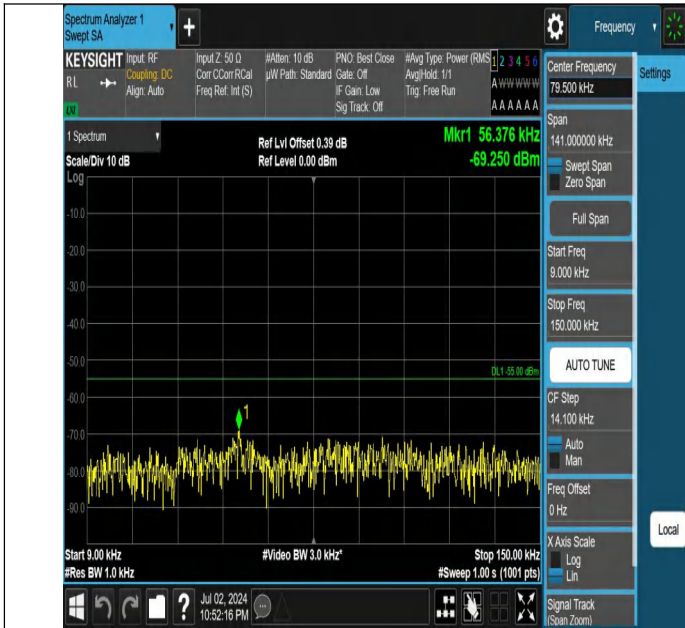 Spectrum Analyzer 1
Swept SA
+
Frequency
KEYSIGHT
RL
Input: RF
Coupling: DC
Align: Auto
Input Z: 50 Ω
Corr CCorr RCal
Freq Ref: Int (S)
#Atten: 10 dB
µW Path: Standard
PNO: Best Close
Gate: Off
IF Gain: Low
Sig Track: Off
#Avg Type: Power (RMS
Avg|Hold: 1/1
Trig: Free Run
1 2 3 4 5 6
A W W W W W
A A A A A A
1 Spectrum
Scale/Div 10 dB
Ref Lvl Offset 0.39 dB
Ref Level 0.00 dBm
Mkr1 56.376 kHz
-69.250 dBm
Log
-10.0
-20.0
-30.0
-40.0
-50.0
DL1 -55.00 dBm
-60.0
1
-70.0
-80.0
-90.0
Start 9.00 kHz
#Video BW 3.0 kHz*
Stop 150.00 kHz
#Res BW 1.0 kHz
#Sweep 1.00 s (1001 pts)
Center Frequency
79.500 kHz
Settings
Span
141.000000 kHz
Swept Span
Zero Span
Full Span
Start Freq
9.000 kHz
Stop Freq
150.000 kHz
AUTO TUNE
CF Step
14.100 kHz
Auto
Man
Freq Offset
0 Hz
Local
X Axis Scale
Log
Lin
Signal Track
(Span Zoom)
?
Jul 02, 2024
10:52:16 PM